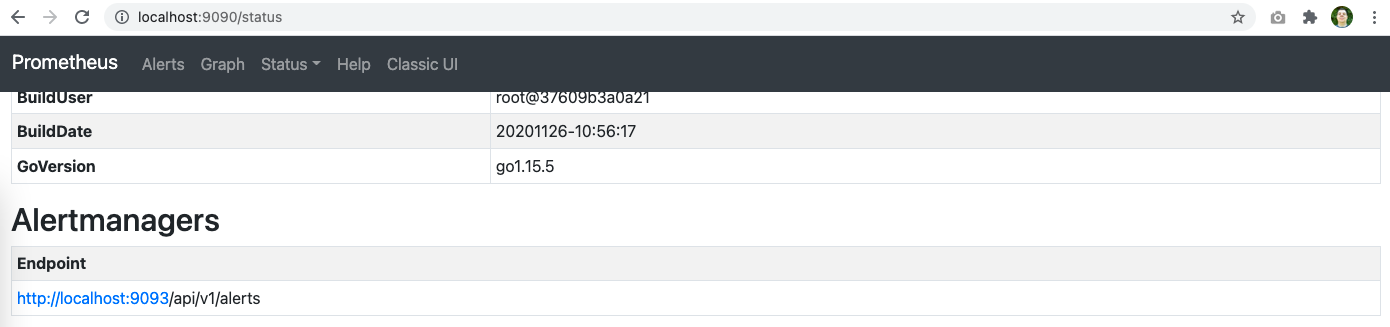 localhost:9090/status
Prometheus Alerts Graph Status Help Classic UI
BuildUser root@37609b3a0a21
BuildDate 20201126-10:56:17
GoVersion go1.15.5
Alertmanagers
Endpoint
http://localhost:9093/api/v1/alerts